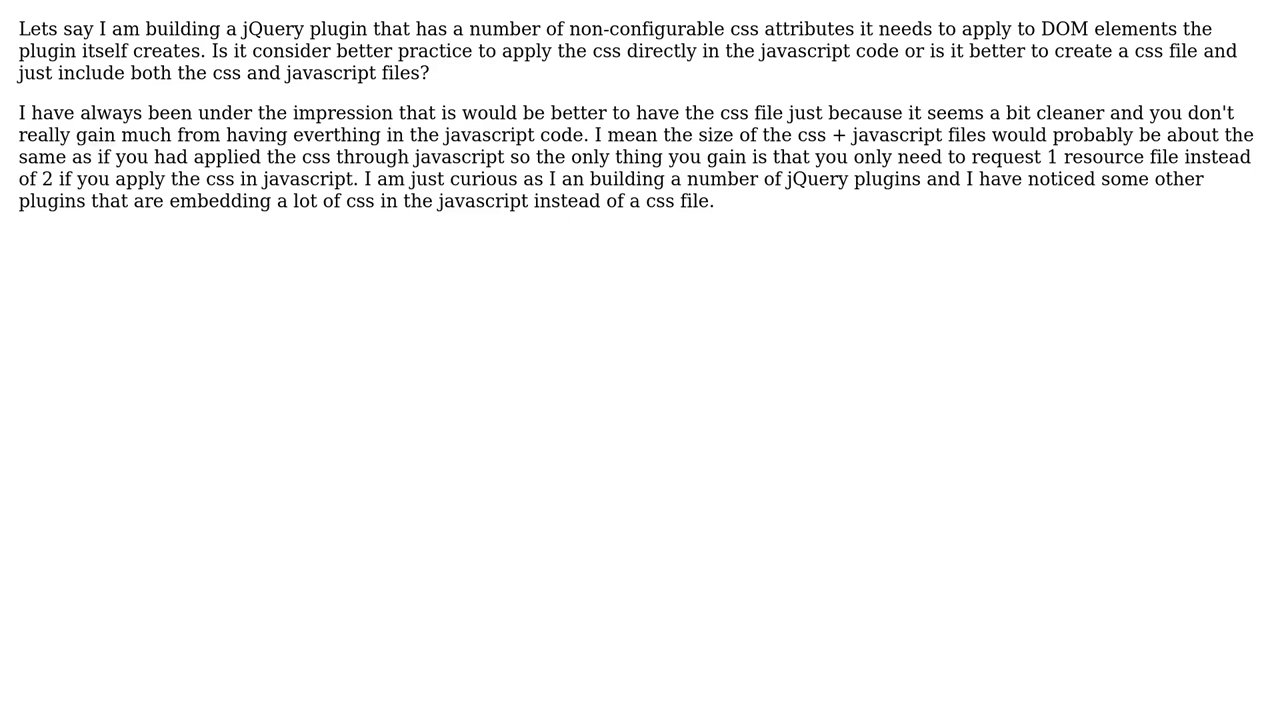 Lets say I am building a jQuery plugin that has a number of non-configurable css attributes it needs to apply to DOM elements the
plugin itself creates. Is it consider better practice to apply the css directly in the javascript code or is it better to create a css file and
just include both the css and javascript files?
I have always been under the impression that is would be better to have the css file just because it seems a bit cleaner and you don't
really gain much from having everthing in the javascript code. I mean the size of the css + javascript files would probably be about the
same as if you had applied the css through javascript so the only thing you gain is that you only need to request 1 resource file instead
of 2 if you apply the css in javascript. I am just curious as I an building a number of jQuery plugins and I have noticed some other
plugins that are embedding a lot of css in the javascript instead of a css file.